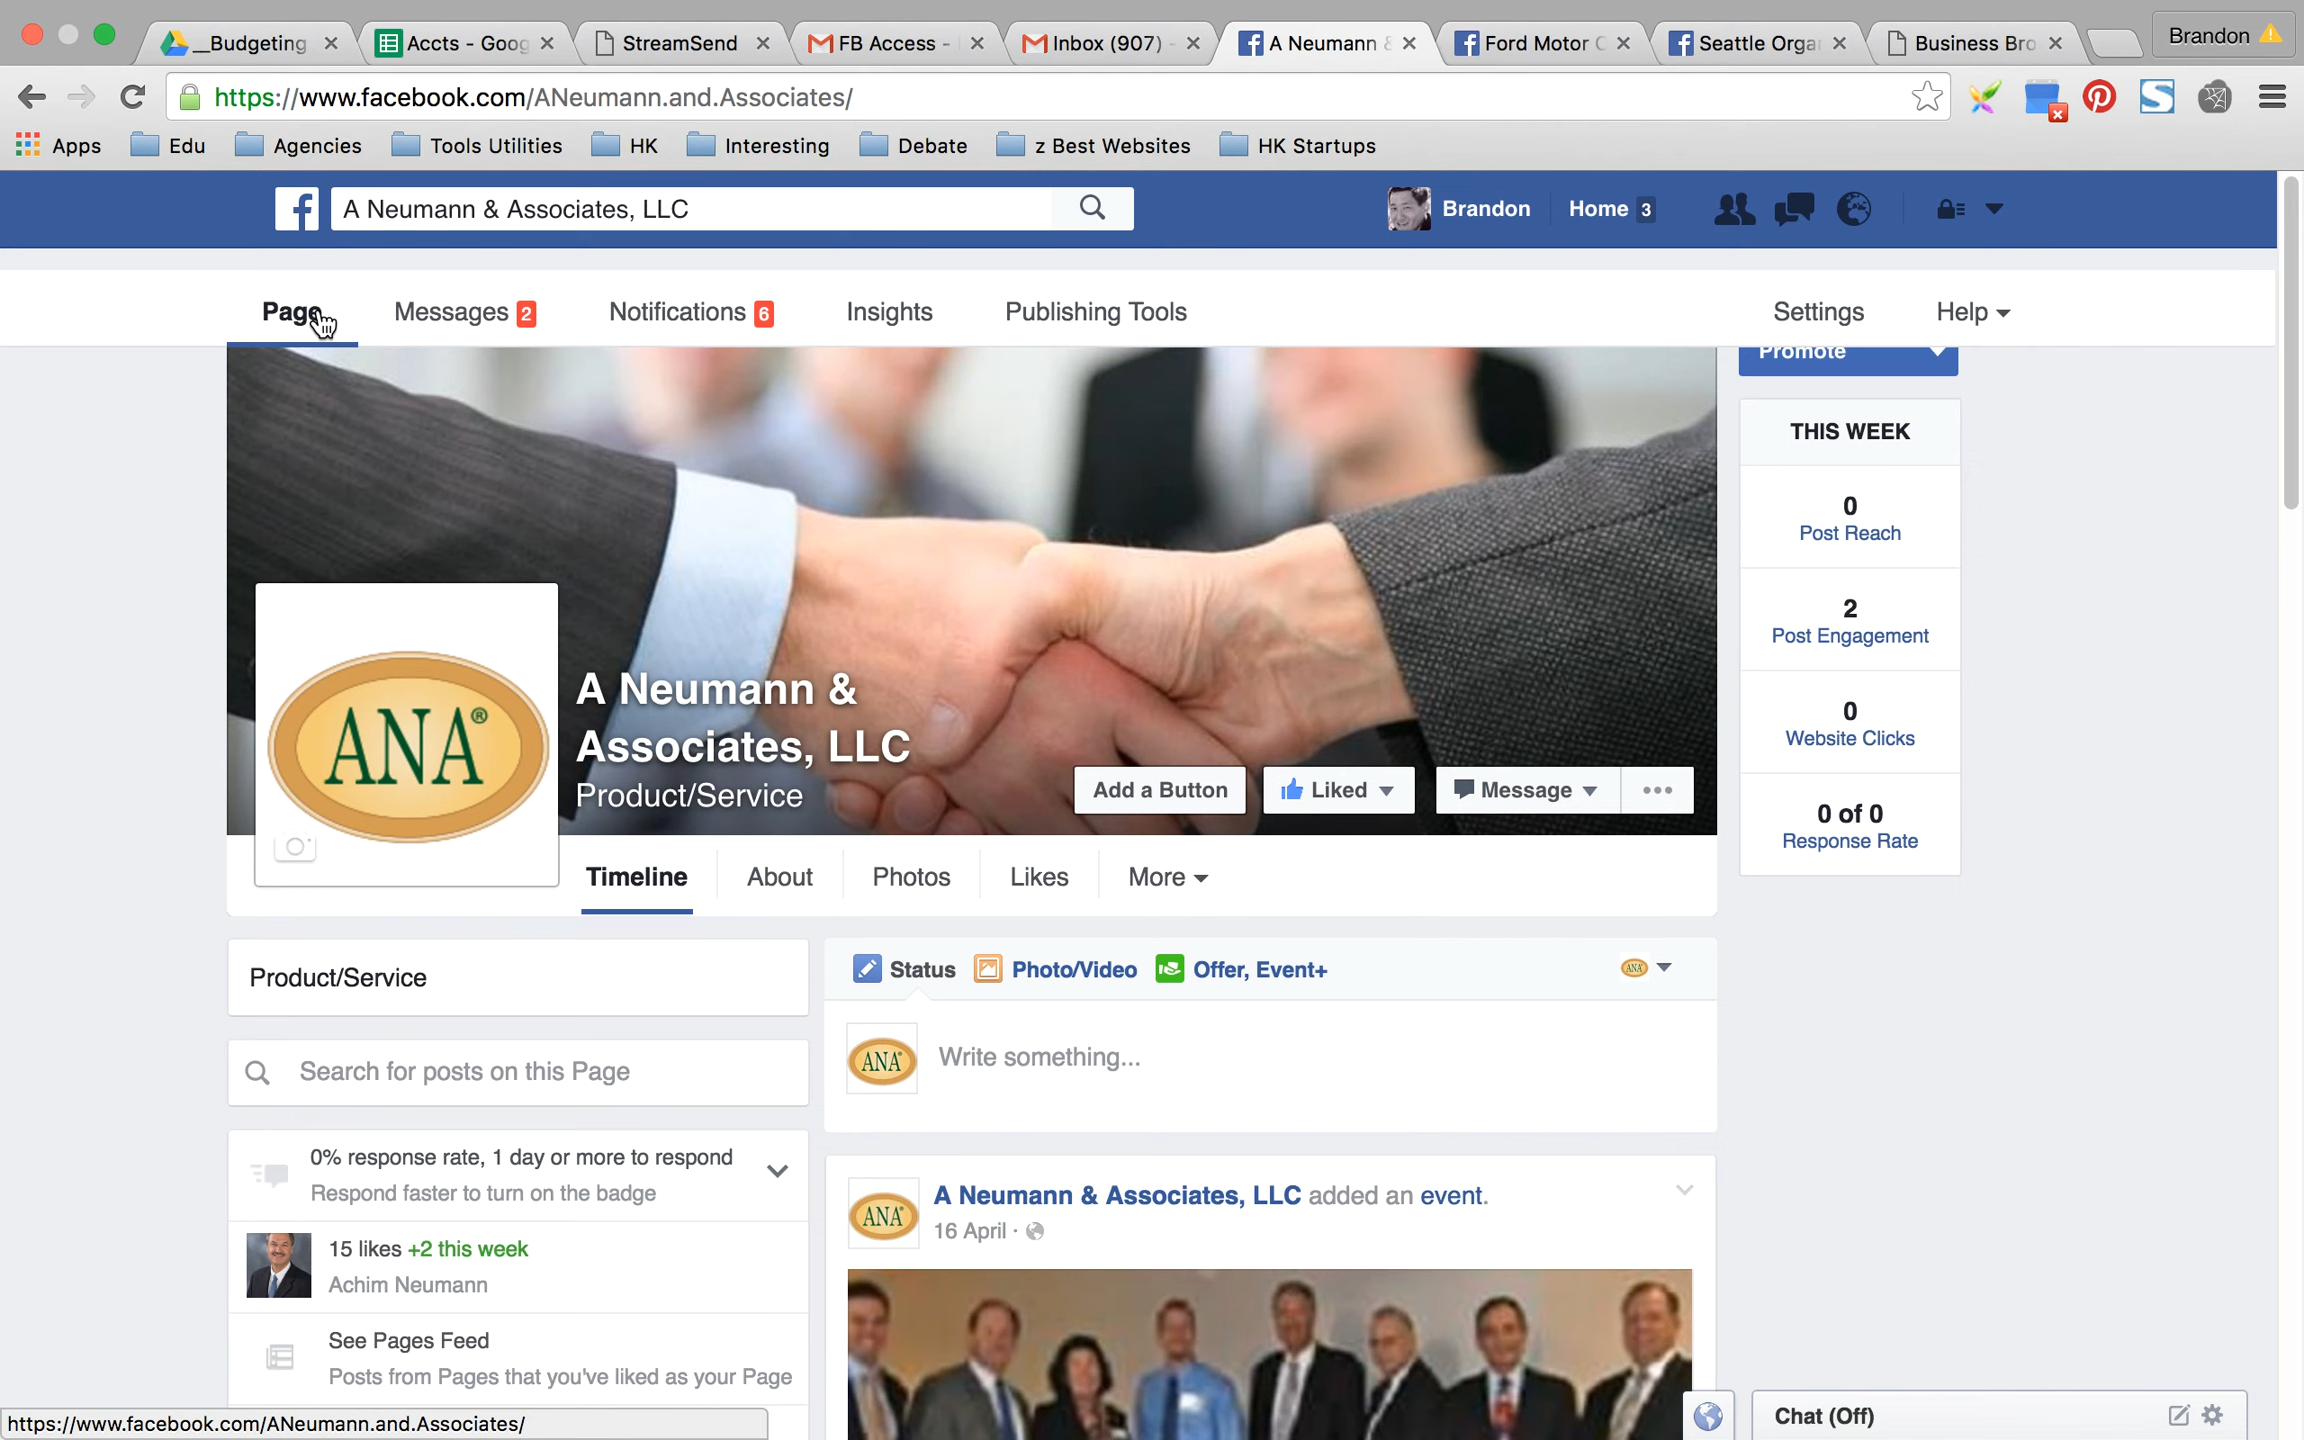 __Budgeting
Accts - Goog
StreamSend
FB Access -
Inbox (907) -
A Neumann &
Ford Motor C
Seattle Orga
Business Bro
Brandon
https://www.facebook.com/ANeumann.and.Associates/
Apps
Edu
Agencies
Tools Utilities
HK
Interesting
Debate
z Best Websites
HK Startups
A Neumann & Associates, LLC
Brandon
Home 3
Page
Messages 2
Notifications 6
Insights
Publishing Tools
Settings
Help
Promote
THIS WEEK
0
Post Reach
2
Post Engagement
0
Website Clicks
0 of 0
Response Rate
ANA®
A Neumann &
Associates, LLC
Product/Service
Add a Button
Liked
Message
Timeline
About
Photos
Likes
More
Product/Service
Search for posts on this Page
0% response rate, 1 day or more to respond
Respond faster to turn on the badge
15 likes +2 this week
Achim Neumann
See Pages Feed
Posts from Pages that you've liked as your Page
Status
Photo/Video
Offer, Event+
ANA
ANA
Write something...
ANA
A Neumann & Associates, LLC added an event.
16 April ·
https://www.facebook.com/ANeumann.and.Associates/
Chat (Off)